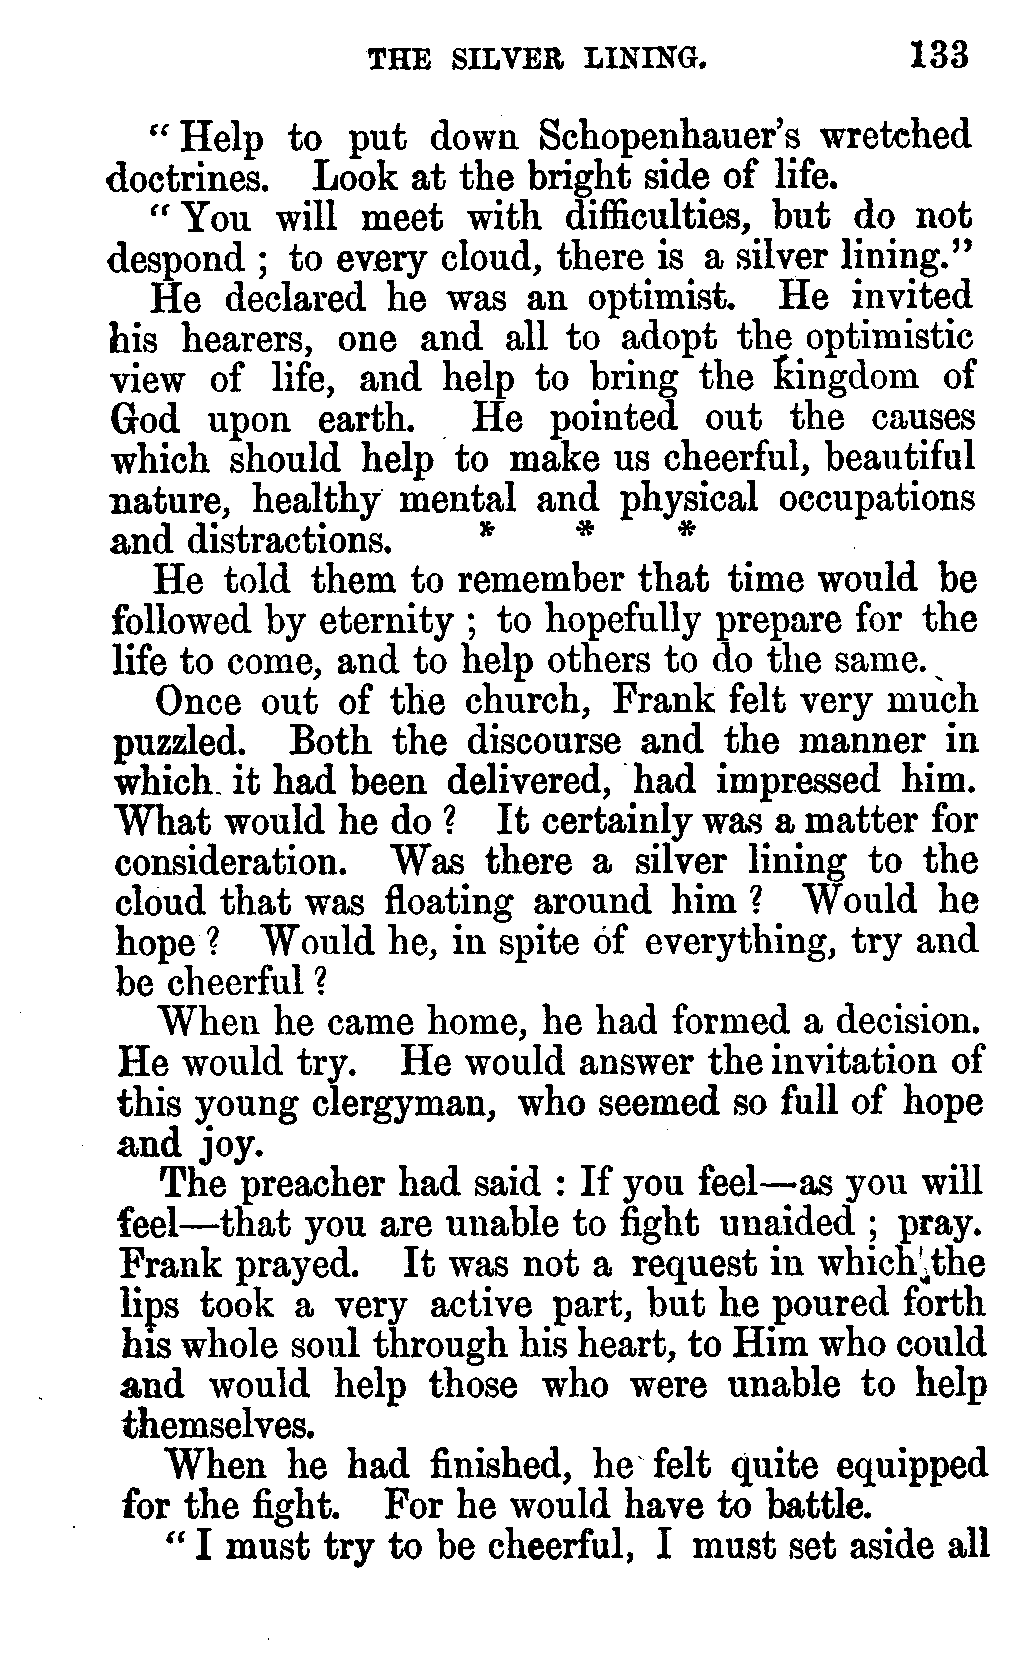 THE SILVER LINING. 133
“ Help to put down Schopenhauer’s wretched
doctrines. Look at the bright side of life.
“ You will meet with difficulties, but do not
despond ; to every cloud, there is a silver lining.”
He declared he was an optimist. He invited
his hearers, one and all to adopt the optimistic
view of life, and help to bring the kingdom of
God upon earth. He pointed out the causes
which should help to make us cheerful, beautiful
nature, healthy mental and physical occupations
and distractions. * * *
He told them to remember that time would be
followed by eternity ; to hopefully prepare for the
life to come, and to help others to do the same.
Once out of the church, Frank felt very much
puzzled. Both the discourse and the manner in
which it had been delivered, had impressed him.
What would he do ? It certainly was a matter for
consideration. Was there a silver lining to the
cloud that was floating around him ? Would he
hope ? Would he, in spite of everything, try and
be cheerful ?
When he came home, he had formed a decision.
He would try. He would answer the invitation of
this young clergyman, who seemed so full of hope
and joy.
The preacher had said : If you feel—as you will
feel—that you are unable to fight unaided ; pray.
Frank prayed. It was not a request in which the
lips took a very active part, but he poured forth
his whole soul through his heart, to Him who could
and would help those who were unable to help
themselves.
When he had finished, he felt quite equipped
for the fight. For he would have to battle.
“ I must try to be cheerful, I must set aside all